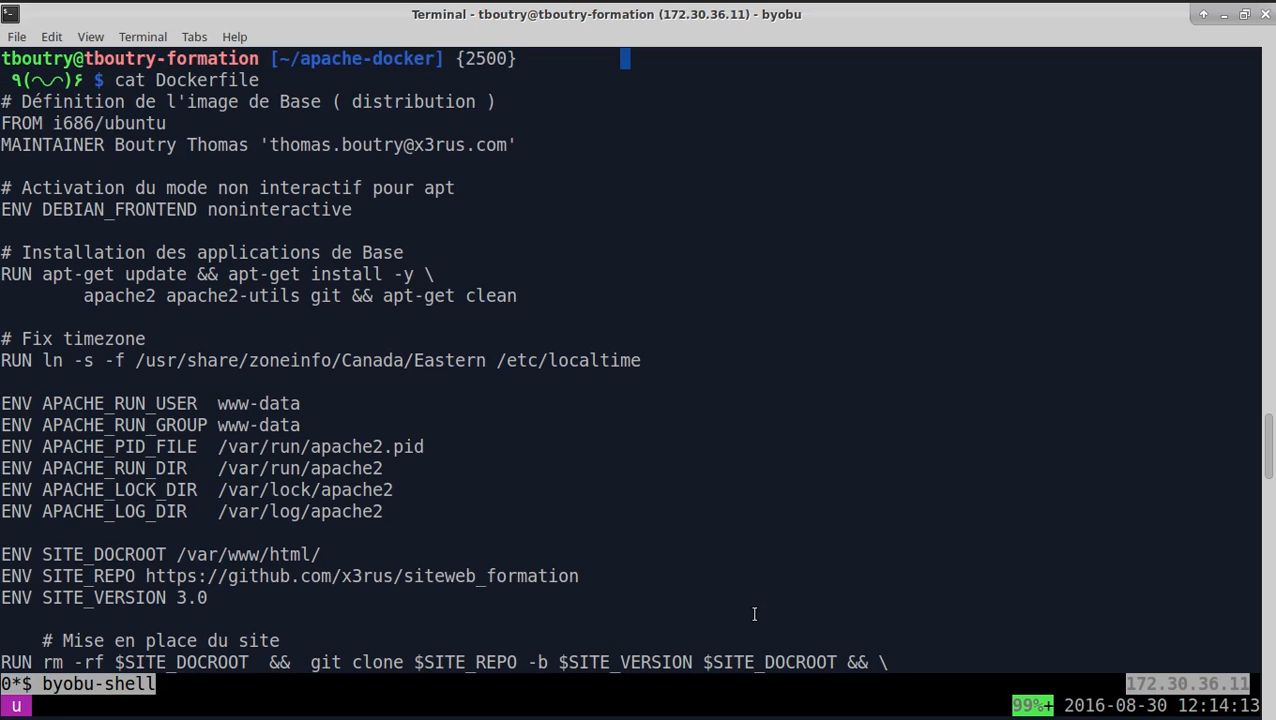 Terminal - tboutry@tboutry-formation (172.30.36.11) - byobu
File Edit View Terminal Tabs Help
tboutry@tboutry-formation [~/apache-docker] {2500}
٩(◠◡◠)۶ $ cat Dockerfile
# Définition de l'image de Base ( distribution )
FROM i686/ubuntu
MAINTAINER Boutry Thomas 'thomas.boutry@x3rus.com'
# Activation du mode non interactif pour apt
ENV DEBIAN_FRONTEND noninteractive
# Installation des applications de Base
RUN apt-get update && apt-get install -y \
apache2 apache2-utils git && apt-get clean
# Fix timezone
RUN ln -s -f /usr/share/zoneinfo/Canada/Eastern /etc/localtime
ENV APACHE_RUN_USER www-data
ENV APACHE_RUN_GROUP www-data
ENV APACHE_PID_FILE /var/run/apache2.pid
ENV APACHE_RUN_DIR /var/run/apache2
ENV APACHE_LOCK_DIR /var/lock/apache2
ENV APACHE_LOG_DIR /var/log/apache2
ENV SITE_DOCROOT /var/www/html/
ENV SITE_REPO https://github.com/x3rus/siteweb_formation
ENV SITE_VERSION 3.0
# Mise en place du site
RUN rm -rf $SITE_DOCROOT && git clone $SITE_REPO -b $SITE_VERSION $SITE_DOCROOT && \
0*$ byobu-shell 172.30.36.11
u 99%+ 2016-08-30 12:14:13